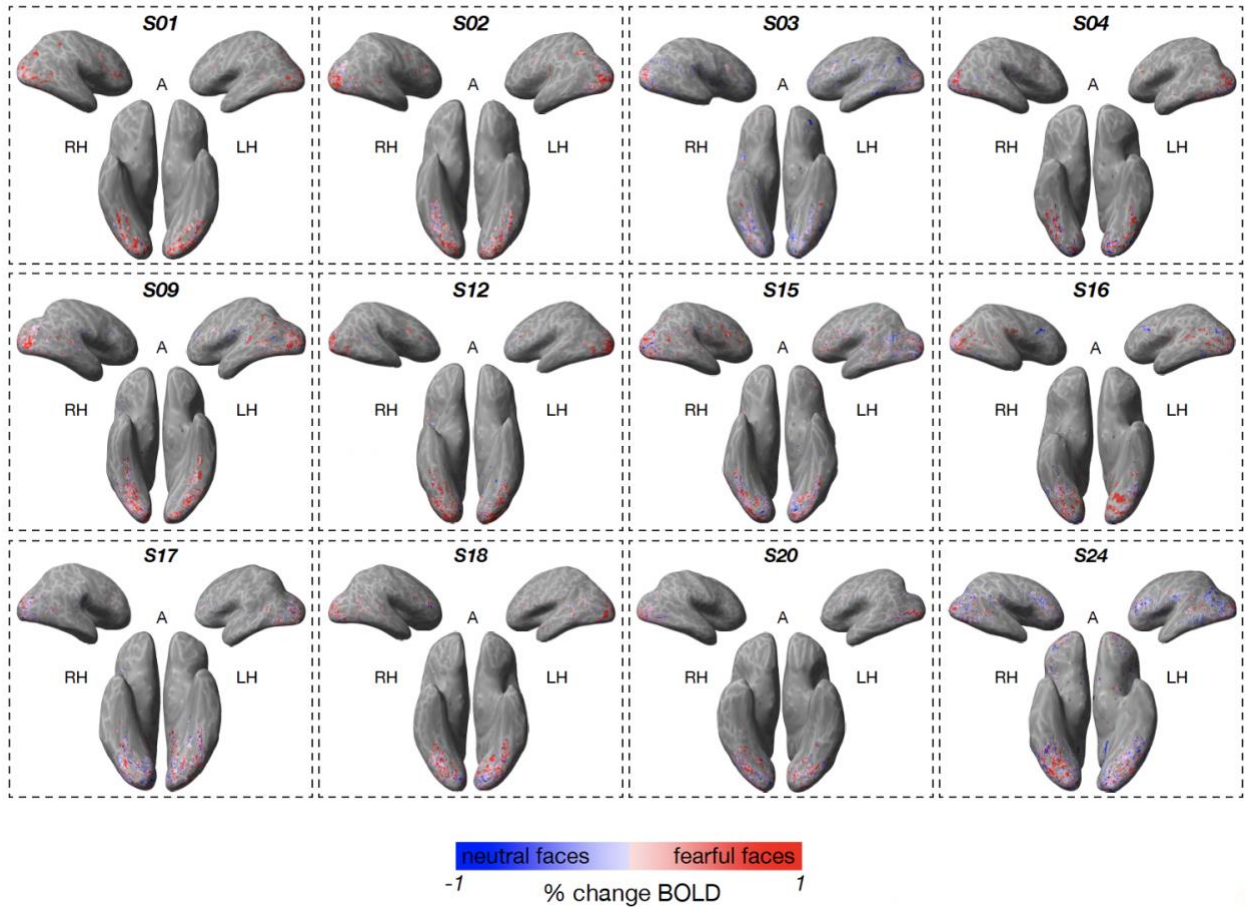 S01 S02 S03 S04
A A A A
RH LH RH LH RH LH RH LH
S09 S12 S15 S16
A A A A
RH LH RH LH RH LH RH LH
S17 S18 S20 S24
A A A A
RH LH RH LH RH LH RH LH
neutral faces fearful faces
-1 1
% change BOLD